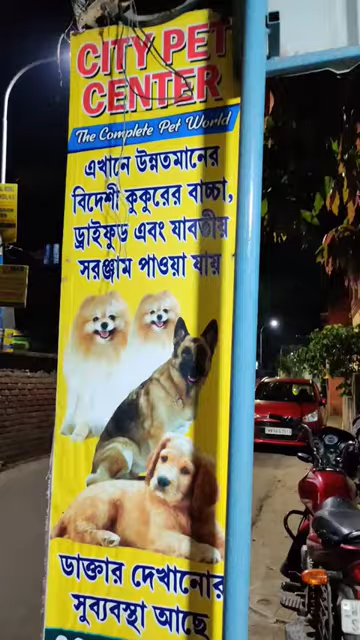 CITY PET
CENTER
The Complete Pet World
এখানে উন্নতমানের
বিদেশী কুকুরের বাচ্চা,
ড্রাইফুড এবং যাবতীয়
সরঞ্জাম পাওয়া যায়
ডাক্তার দেখানোর
সুব্যবস্থা আছে